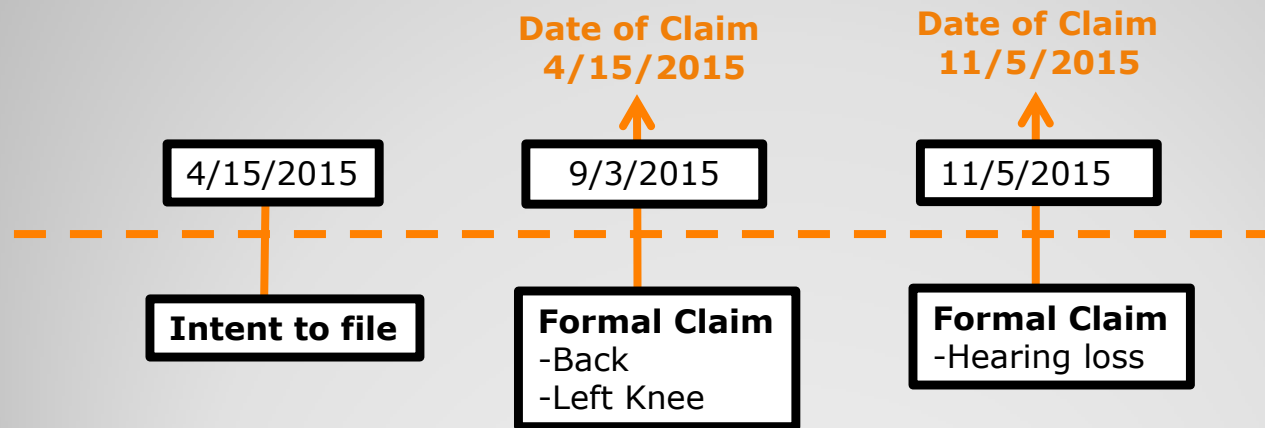 Date of Claim
4/15/2015
Date of Claim
11/5/2015
4/15/2015
9/3/2015
11/5/2015
Intent to file
Formal Claim
-Back
-Left Knee
Formal Claim
-Hearing loss